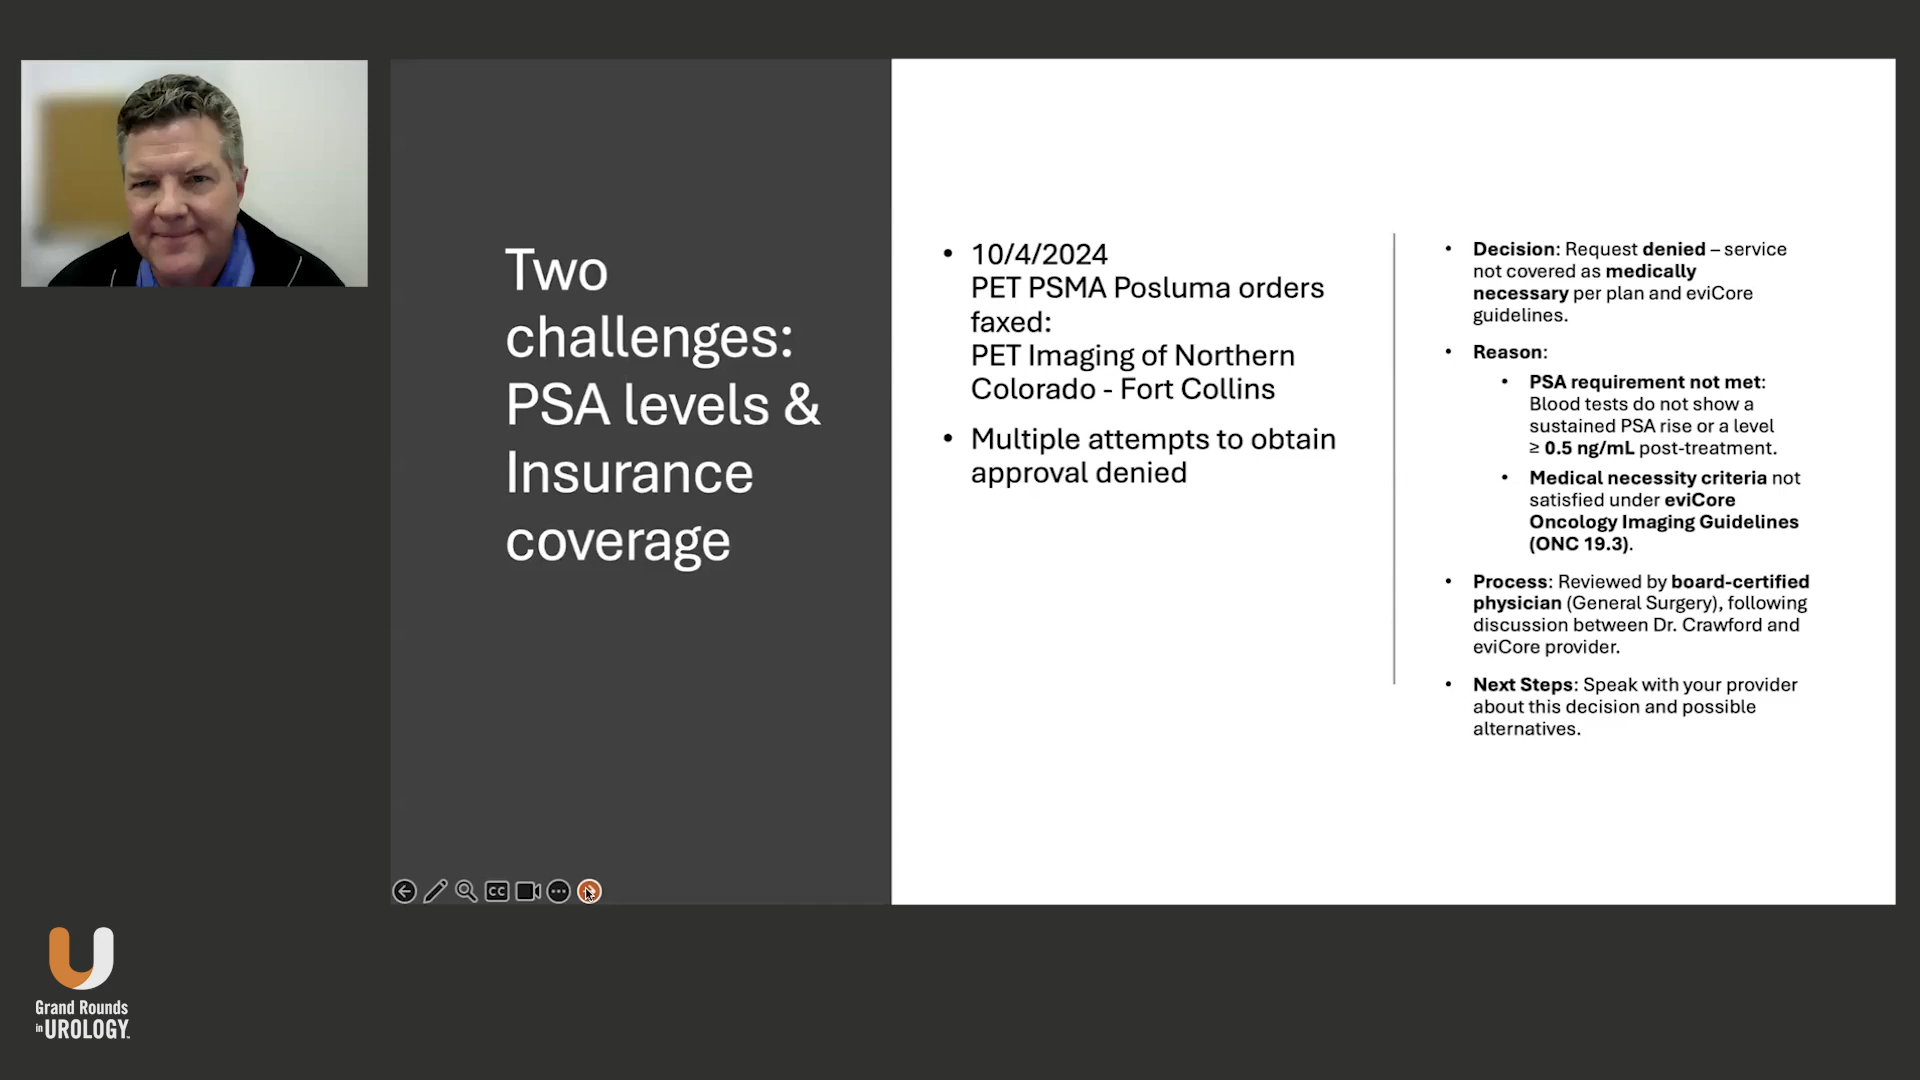 Two
challenges:
PSA levels &
Insurance
coverage
• 10/4/2024
PET PSMA Posluma orders
faxed:
PET Imaging of Northern
Colorado - Fort Collins
• Multiple attempts to obtain
approval denied
• Decision: Request denied – service
not covered as medically
necessary per plan and eviCore
guidelines.
• Reason:
• PSA requirement not met:
Blood tests do not show a
sustained PSA rise or a level
≥ 0.5 ng/mL post-treatment.
• Medical necessity criteria not
satisfied under eviCore
Oncology Imaging Guidelines
(ONC 19.3).
• Process: Reviewed by board-certified
physician (General Surgery), following
discussion between Dr. Crawford and
eviCore provider.
• Next Steps: Speak with your provider
about this decision and possible
alternatives.
CC
U
Grand Rounds
in UROLOGY™